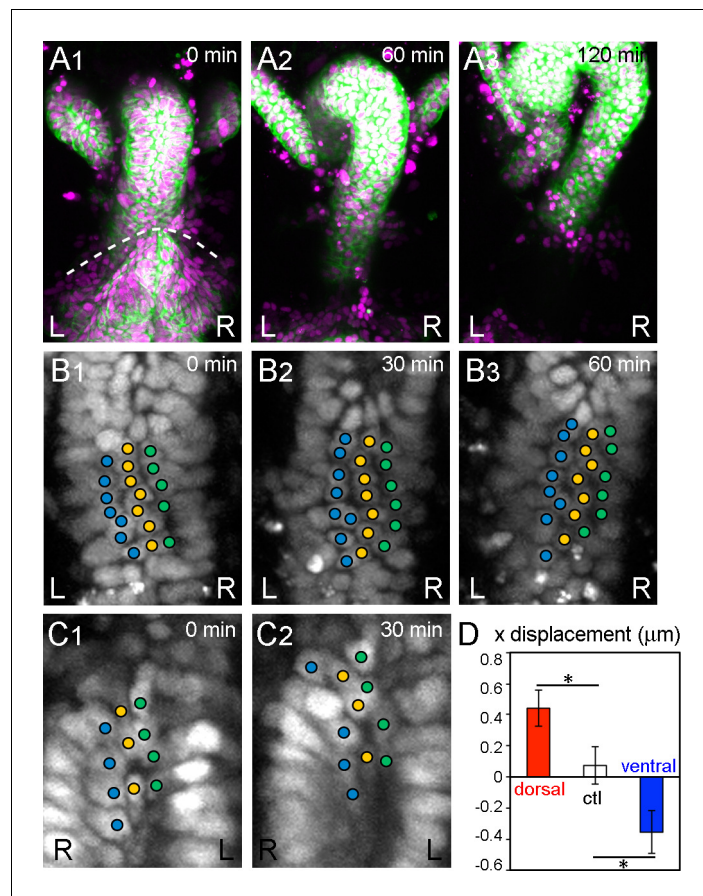 A1 0 min
L R
A2 60 min
L R
A3 120 min
L R
B1 0 min
L R
B2 30 min
L R
B3 60 min
L R
C1 0 min
R L
C2 30 min
R L
D x displacement (μm)
0.8
0.6
0.4
0.2
0
-0.2
-0.4
-0.6
*
dorsal
ctl
ventral
*